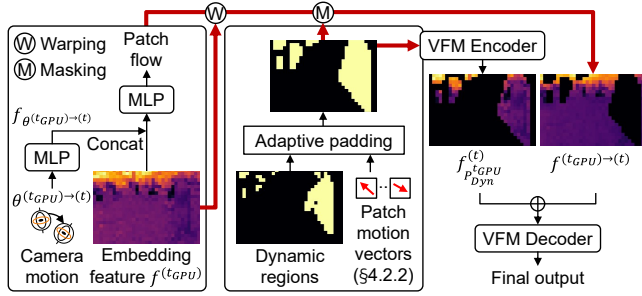 W Warping
M Masking
Patch
flow
MLP
f_{θ^{(t_{GPU})→(t)}}
Concat
MLP
θ^{(t_{GPU})→(t)}
Camera
motion
Embedding
feature f^{(t_{GPU})}
W
M
Adaptive padding
Dynamic
regions
Patch
motion
vectors
(§4.2.2)
VFM Encoder
f^{(t)}_{P^{t_{GPU}}_{Dyn}}
f^{(t_{GPU})→(t)}
VFM Decoder
Final output